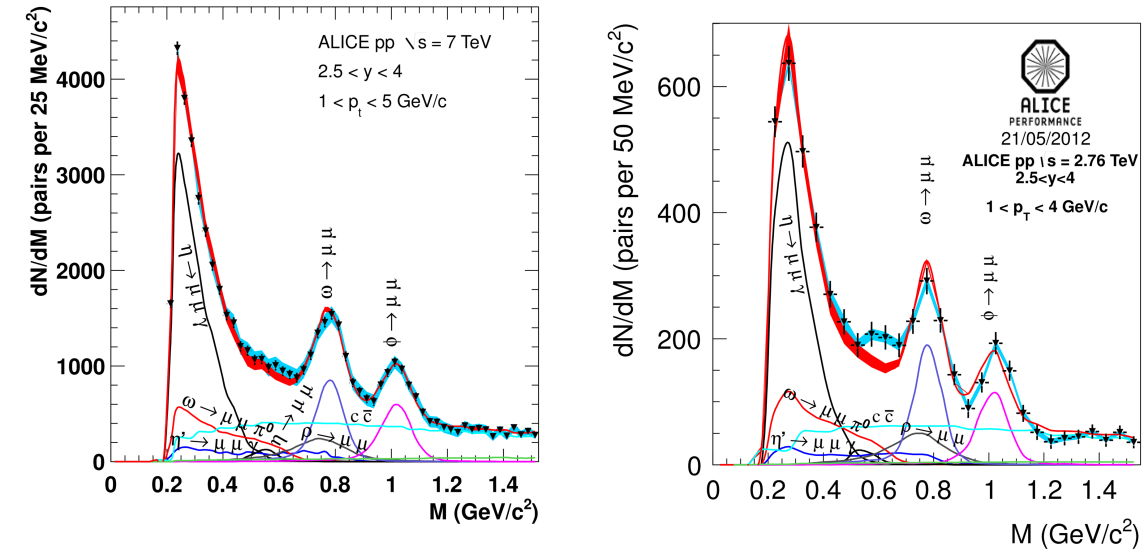 dN/dM (pairs per 25 MeV/c²)
4000
3000
2000
1000
0
ALICE pp \s = 7 TeV
2.5 < y < 4
1 < pₜ < 5 GeV/c
η → μ μ γ
ω → μ μ
φ → μ μ
ω → μ μ π⁰
η' → μ μ γ
η → μ μ
ρ → μ μ
c c̅
0 0.2 0.4 0.6 0.8 1 1.2 1.4
M (GeV/c²)
dN/dM (pairs per 50 MeV/c²)
600
400
200
0
ALICE
PERFORMANCE
21/05/2012
ALICE pp \s = 2.76 TeV
2.5<y<4
1 < p_T < 4 GeV/c
η → μ μ γ
ω → μ μ
φ → μ μ
ω → μ μ π⁰
η' → μ μ
ρ → μ μ
c c̅
0 0.2 0.4 0.6 0.8 1 1.2 1.4
M (GeV/c²)